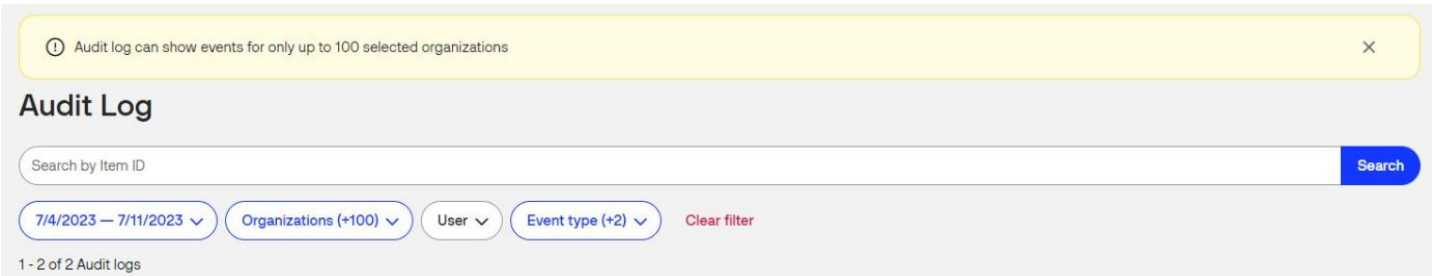 Audit log can show events for only up to 100 selected organizations
Audit Log
Search by Item ID
Search
7/4/2023 — 7/11/2023
Organizations (+100)
User
Event type (+2)
Clear filter
1 - 2 of 2 Audit logs